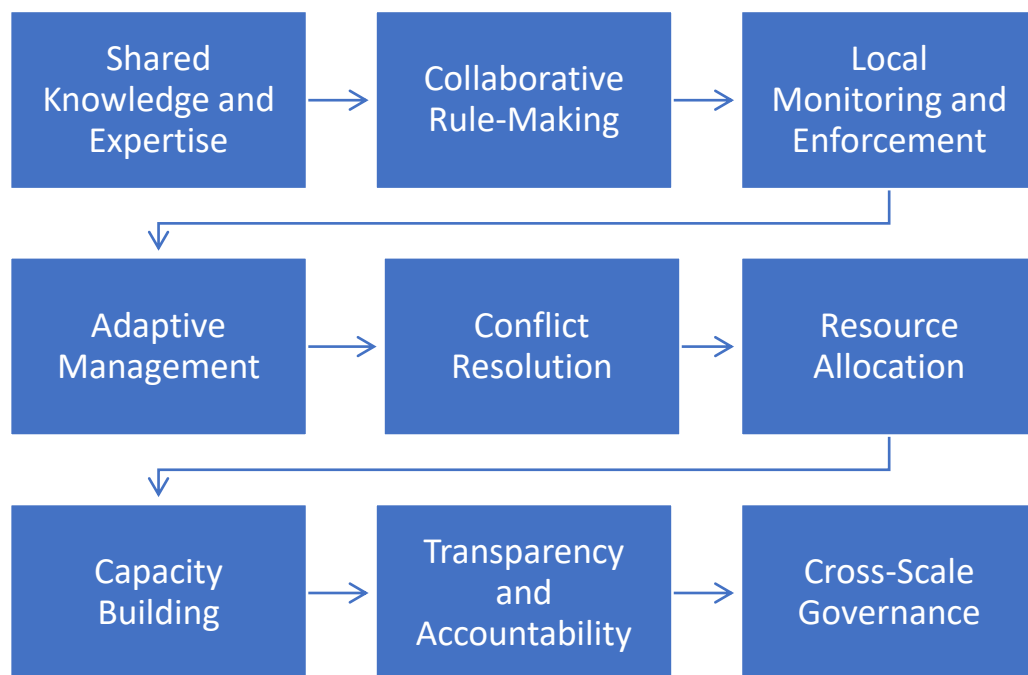 Shared
Knowledge and
Expertise
Collaborative
Rule-Making
Local
Monitoring and
Enforcement
Adaptive
Management
Conflict
Resolution
Resource
Allocation
Capacity
Building
Transparency
and
Accountability
Cross-Scale
Governance